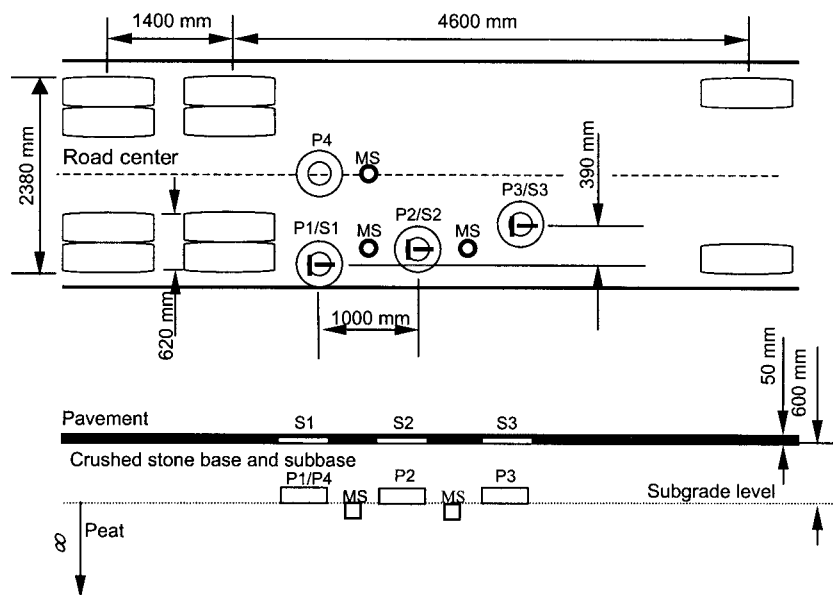 1400 mm
4600 mm
2380 mm
Road center
P4
MS
390 mm
P3/S3
P1/S1
MS
P2/S2
MS
620 mm
1000 mm
50 mm
600 mm
Pavement
S1
S2
S3
Crushed stone base and subbase
P1/P4
MS
P2
MS
P3
Subgrade level
∞
Peat